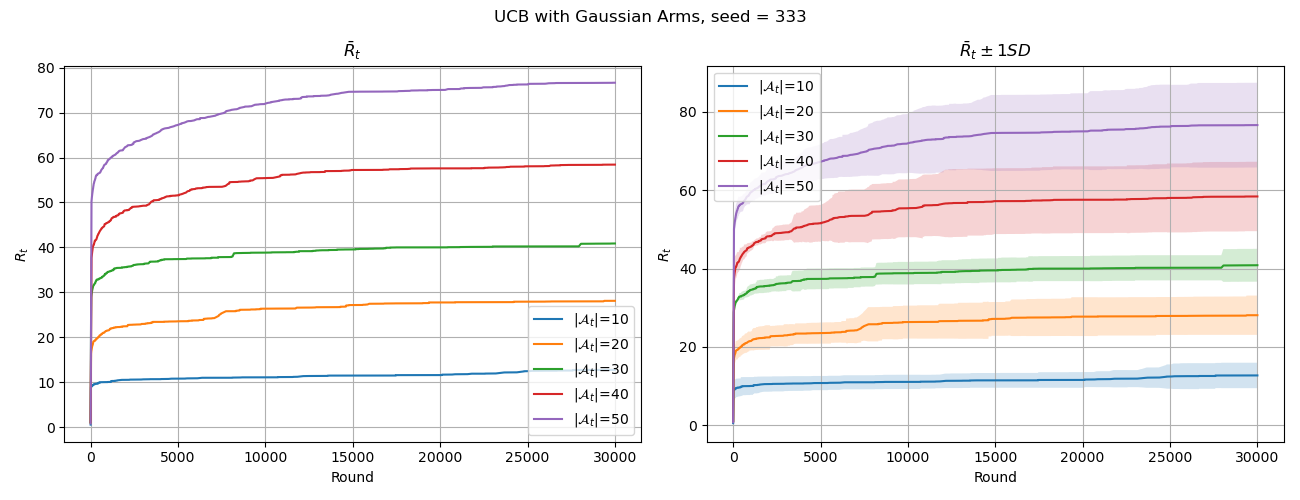 UCB with Gaussian Arms, seed = 333
R̄ₜ
80
70
60
50
40
30
20
10
0
Rₜ
0 5000 10000 15000 20000 25000 30000
Round
|𝒜ₜ|=10
|𝒜ₜ|=20
|𝒜ₜ|=30
|𝒜ₜ|=40
|𝒜ₜ|=50
R̄ₜ ± 1SD
80
60
40
20
0
Rₜ
0 5000 10000 15000 20000 25000 30000
Round
|𝒜ₜ|=10
|𝒜ₜ|=20
|𝒜ₜ|=30
|𝒜ₜ|=40
|𝒜ₜ|=50